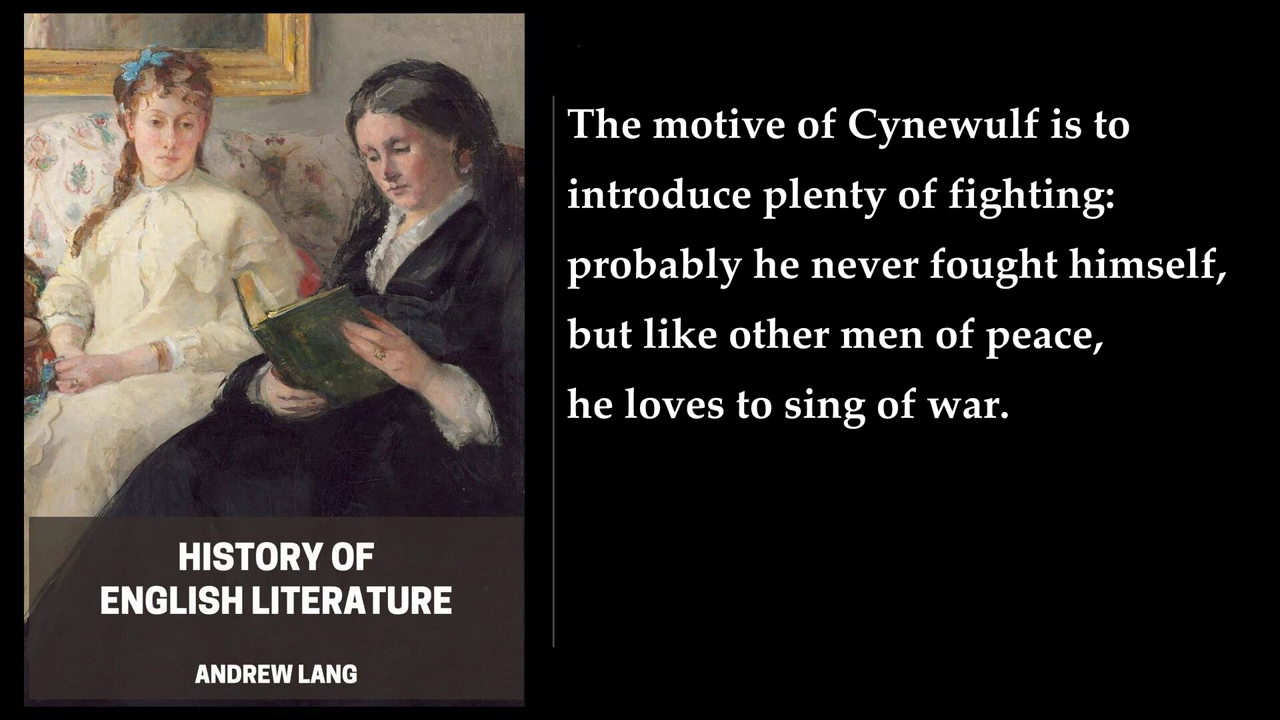 HISTORY OF
ENGLISH LITERATURE
ANDREW LANG
The motive of Cynewulf is to
introduce plenty of fighting:
probably he never fought himself,
but like other men of peace,
he loves to sing of war.